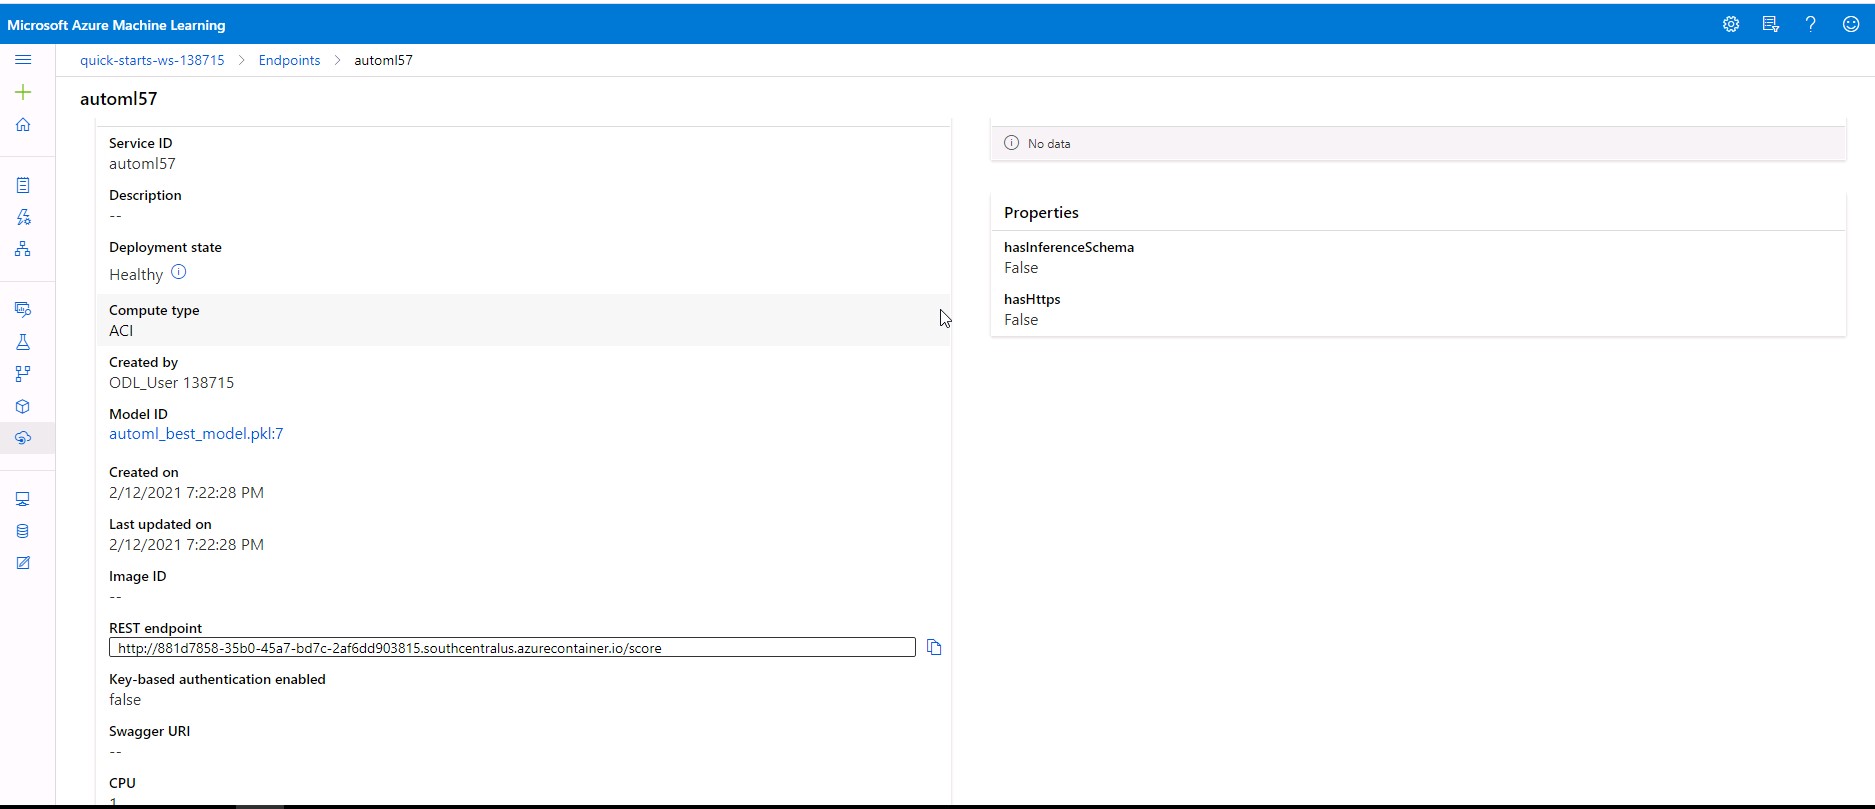 Microsoft Azure Machine Learning
quick-starts-ws-138715 > Endpoints > automl57
automl57
Service ID
automl57
Description
--
Deployment state
Healthy
Compute type
ACI
Created by
ODL_User 138715
Model ID
automl_best_model.pkl:7
Created on
2/12/2021 7:22:28 PM
Last updated on
2/12/2021 7:22:28 PM
Image ID
--
REST endpoint
http://881d7858-35b0-45a7-bd7c-2af6dd903815.southcentralus.azurecontainer.io/score
Key-based authentication enabled
false
Swagger URI
--
CPU
1
No data
Properties
hasInferenceSchema
False
hasHttps
False